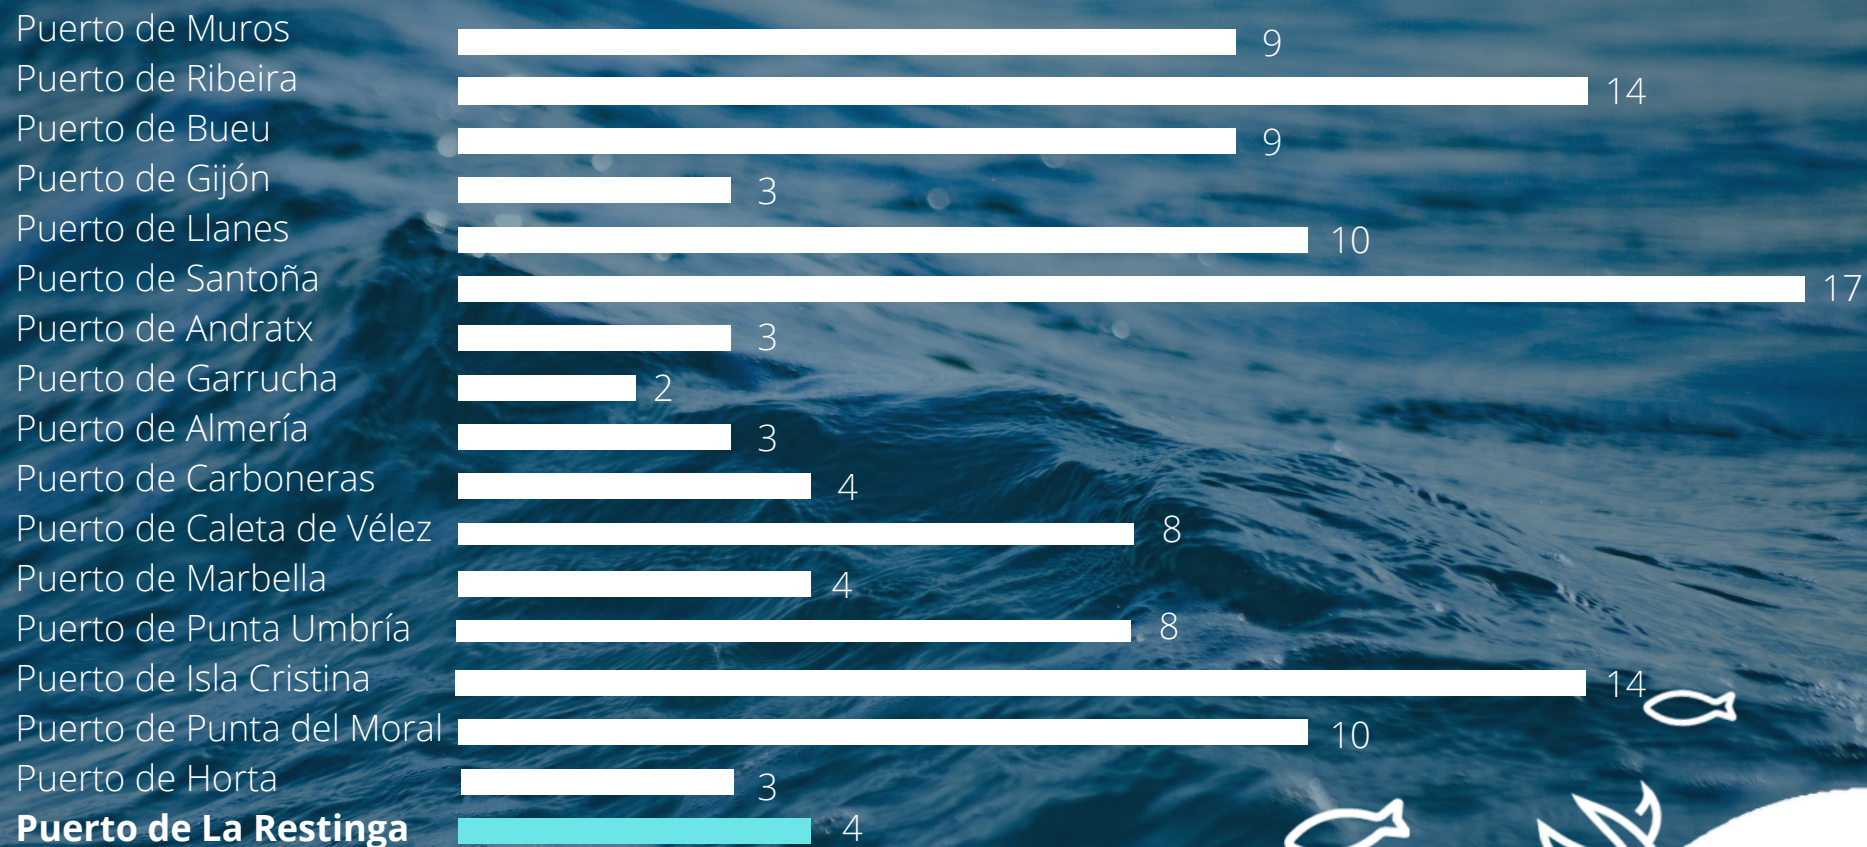 Puerto de Muros 9
Puerto de Ribeira 14
Puerto de Bueu 9
Puerto de Gijón 3
Puerto de Llanes 10
Puerto de Santoña 17
Puerto de Andratx 3
Puerto de Garrucha 2
Puerto de Almería 3
Puerto de Carboneras 4
Puerto de Caleta de Vélez 8
Puerto de Marbella 4
Puerto de Punta Umbría 8
Puerto de Isla Cristina 14
Puerto de Punta del Moral 10
Puerto de Horta 3
Puerto de La Restinga 4